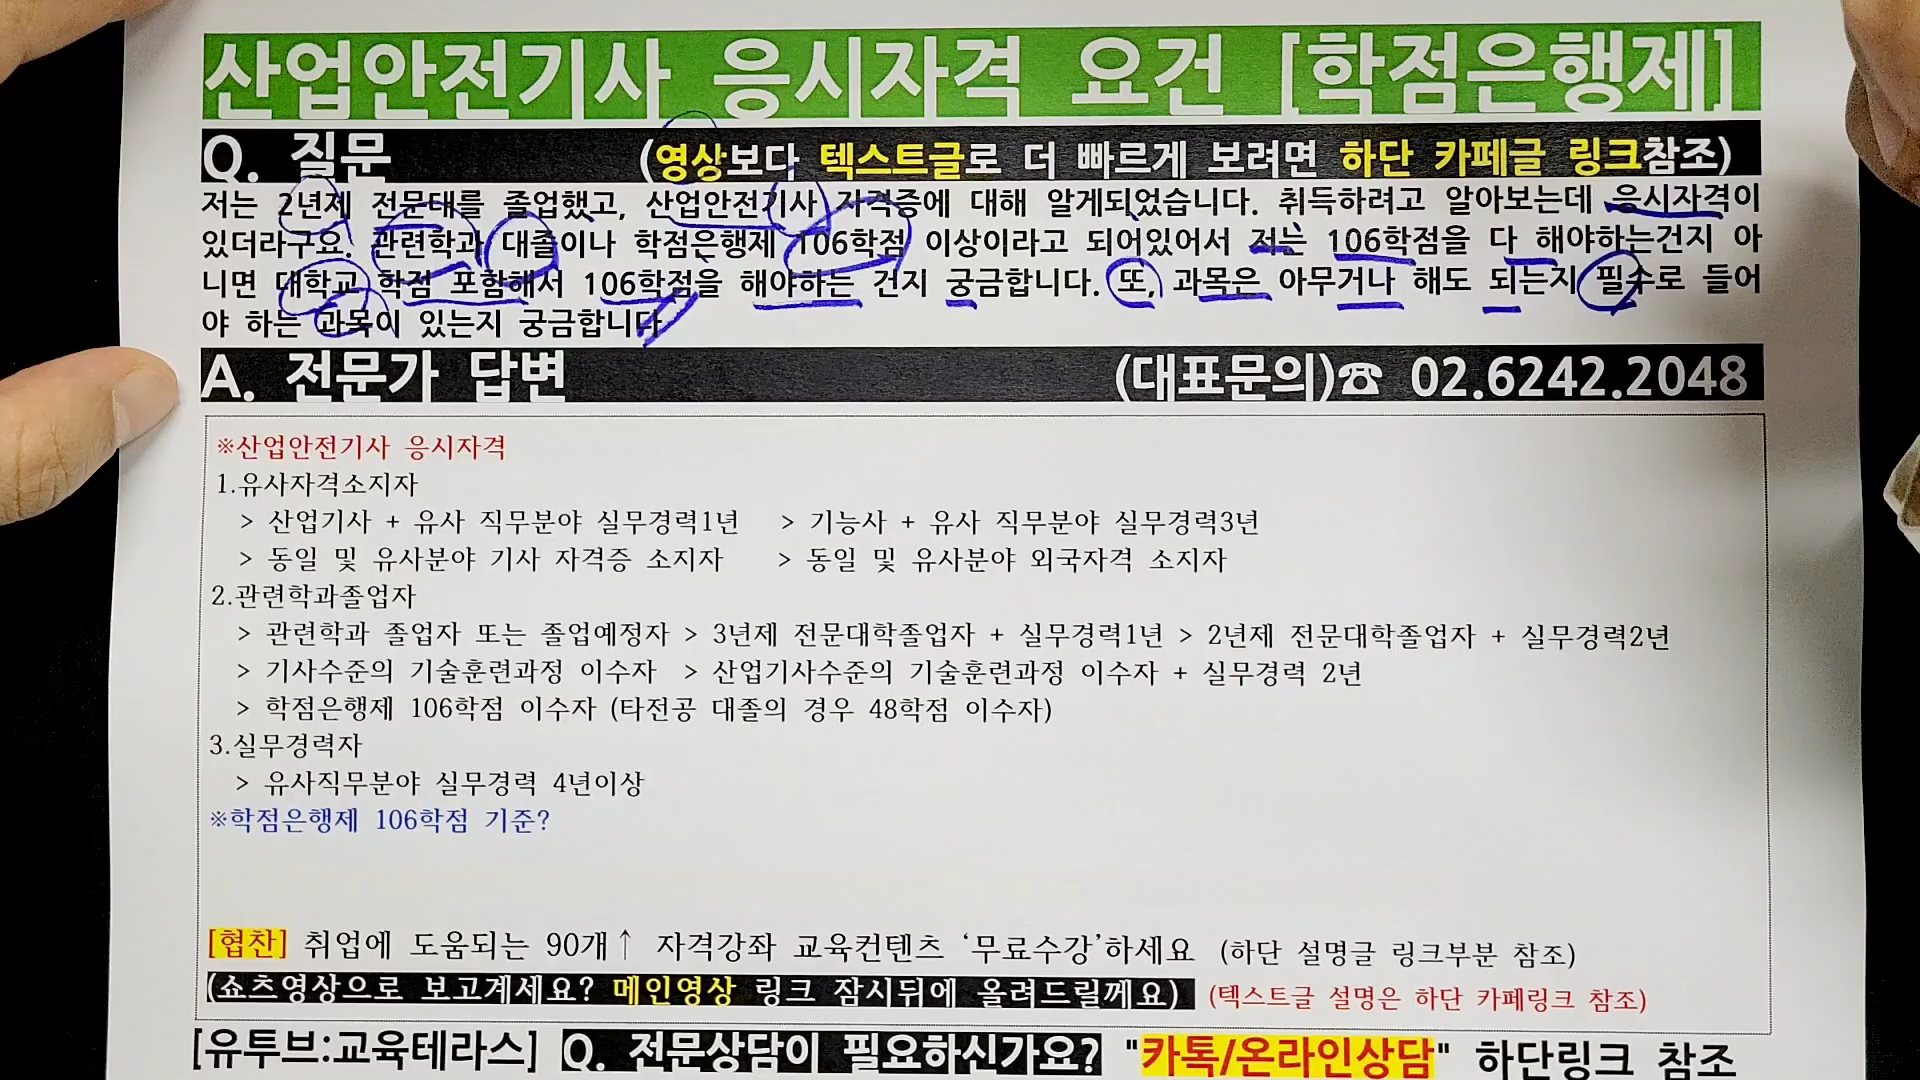 산업안전기사 응시자격 요건 [학점은행제]
Q. 질문 (영상보다 텍스트글로 더 빠르게 보려면 하단 카페글 링크참조)
저는 2년제 전문대를 졸업했고, 산업안전기사 자격증에 대해 알게되었습니다. 취득하려고 알아보는데 응시자격이
있더라구요. 관련학과 대졸이나 학점은행제 106학점 이상이라고 되어있어서 저는 106학점을 다 해야하는건지 아
니면 대학교 학점 포함해서 106학점을 해야하는 건지 궁금합니다. 또, 과목은 아무거나 해도 되는지 필수로 들어
야 하는 과목이 있는지 궁금합니다.
A. 전문가 답변 (대표문의)☎ 02.6242.2048
※산업안전기사 응시자격
1.유사자격소지자
> 산업기사 + 유사 직무분야 실무경력1년 > 기능사 + 유사 직무분야 실무경력3년
> 동일 및 유사분야 기사 자격증 소지자 > 동일 및 유사분야 외국자격 소지자
2.관련학과졸업자
> 관련학과 졸업자 또는 졸업예정자 > 3년제 전문대학졸업자 + 실무경력1년 > 2년제 전문대학졸업자 + 실무경력2년
> 기사수준의 기술훈련과정 이수자 > 산업기사수준의 기술훈련과정 이수자 + 실무경력 2년
> 학점은행제 106학점 이수자 (타전공 대졸의 경우 48학점 이수자)
3.실무경력자
> 유사직무분야 실무경력 4년이상
※학점은행제 106학점 기준?
[협찬] 취업에 도움되는 90개↑ 자격강좌 교육컨텐츠 ‘무료수강’하세요 (하단 설명글 링크부분 참조)
(쇼츠영상으로 보고계세요? 메인영상 링크 잠시뒤에 올려드릴께요) (텍스트글 설명은 하단 카페링크 참조)
[유투브:교육테라스] Q. 전문상담이 필요하신가요? "카톡/온라인상담" 하단링크 참조